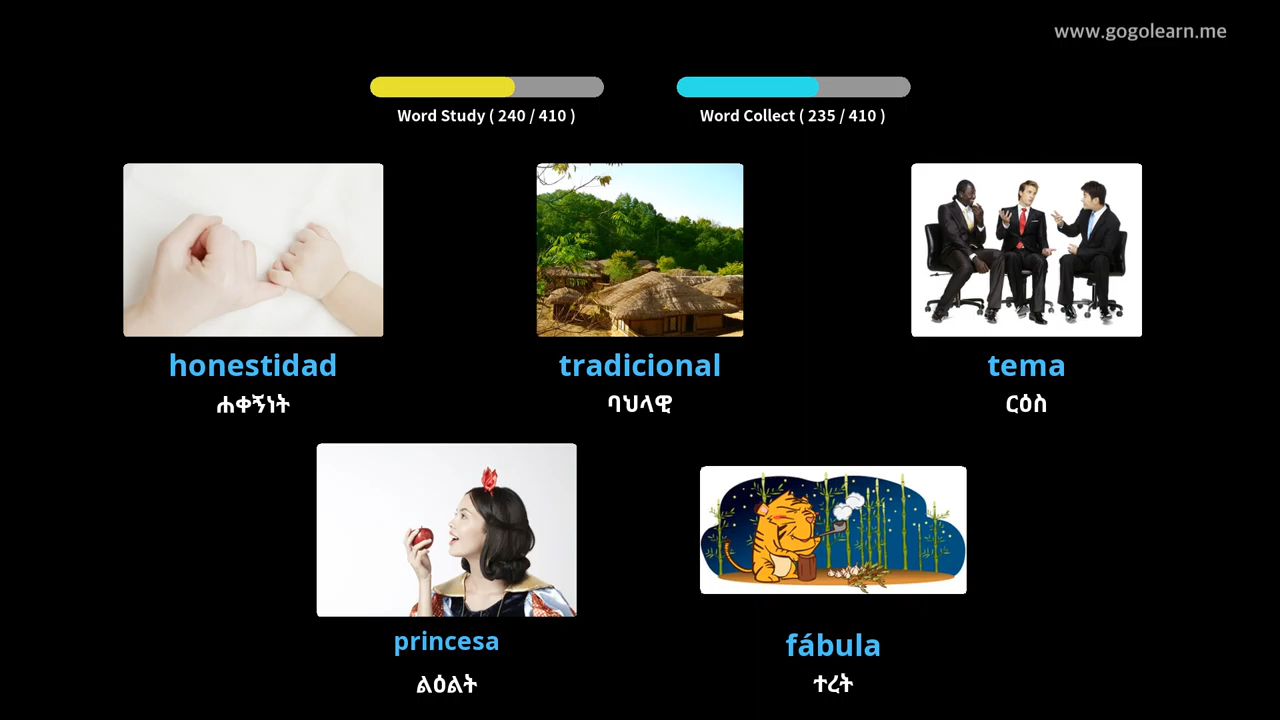 www.gogolearn.me
Word Study ( 240 / 410 )
Word Collect ( 235 / 410 )
honestidad
tradicional
tema
ሐቀኝነት
ባህላዊ
ርዕስ
princesa
fábula
ልዕልት
ተረት